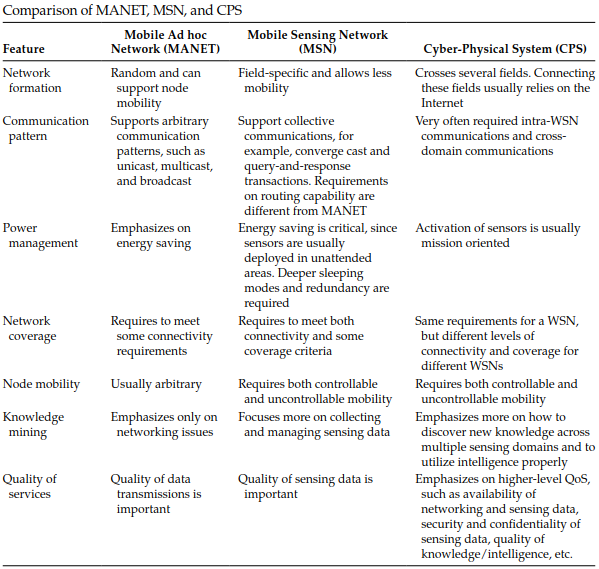 Comparison of MANET, MSN, and CPS
Feature
Mobile Ad hoc
Network (MANET)
Mobile Sensing Network
(MSN)
Cyber-Physical System (CPS)
Network
formation
Random and can
support node
mobility
Field-specific and allows less
mobility
Crosses several fields. Connecting
these fields usually relies on the
Internet
Communication
pattern
Supports arbitrary
communication
patterns, such as
unicast, multicast,
and broadcast
Support collective
communications, for
example, converge cast and
query-and-response
transactions. Requirements
on routing capability are
different from MANET
Very often required intra-WSN
communications and cross-
domain communications
Power
management
Emphasizes on
energy saving
Energy saving is critical, since
sensors are usually
deployed in unattended
areas. Deeper sleeping
modes and redundancy are
required
Activation of sensors is usually
mission oriented
Network
coverage
Requires to meet
some connectivity
requirements
Requires to meet both
connectivity and some
coverage criteria
Same requirements for a WSN,
but different levels of
connectivity and coverage for
different WSNs
Node mobility
Usually arbitrary
Requires both controllable
and uncontrollable mobility
Requires both controllable and
uncontrollable mobility
Knowledge
mining
Emphasizes only on
networking issues
Focuses more on collecting
and managing sensing data
Emphasizes more on how to
discover new knowledge across
multiple sensing domains and to
utilize intelligence properly
Quality of
services
Quality of data
transmissions is
important
Quality of sensing data is
important
Emphasizes on higher-level QoS,
such as availability of
networking and sensing data,
security and confidentiality of
sensing data, quality of
knowledge/intelligence, etc.